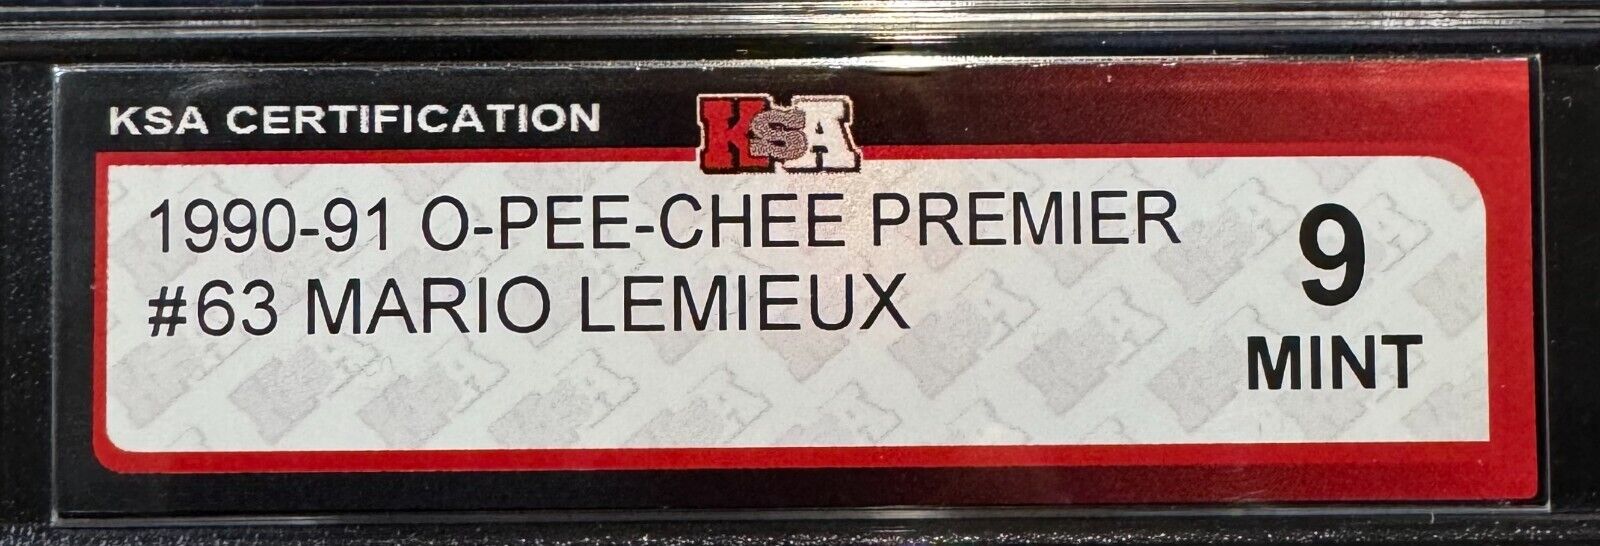 KSA CERTIFICATION
KSA
1990-91 O-PEE-CHEE PREMIER
#63 MARIO LEMIEUX
9
MINT